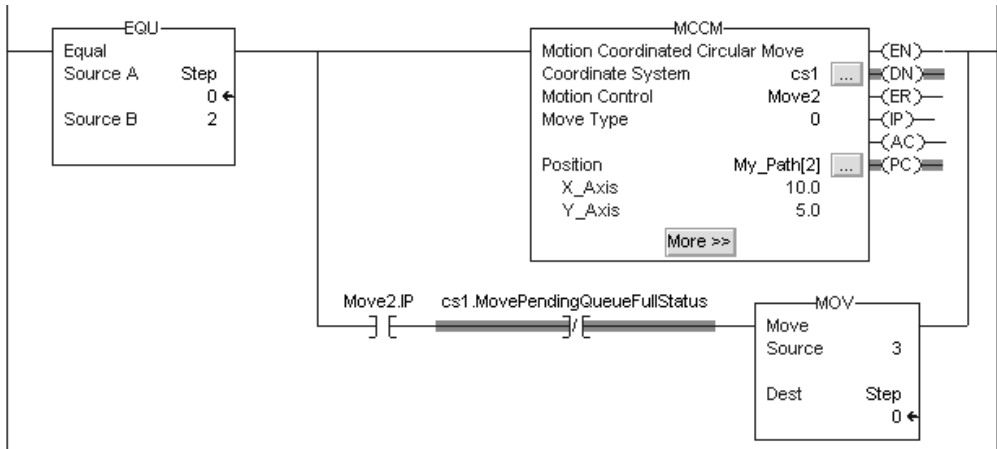 EQU
Equal
Source A Step
0
Source B 2
MCCM
Motion Coordinated Circular Move
Coordinate System cs1 ...
Motion Control Move2
Move Type 0
Position My_Path[2] ...
X_Axis 10.0
Y_Axis 5.0
More >>
(EN)
(DN)
(ER)
(IP)
(AC)
(PC)
Move2.IP cs1.MovePendingQueueFullStatus
/
MOV
Move
Source 3
Dest Step
0